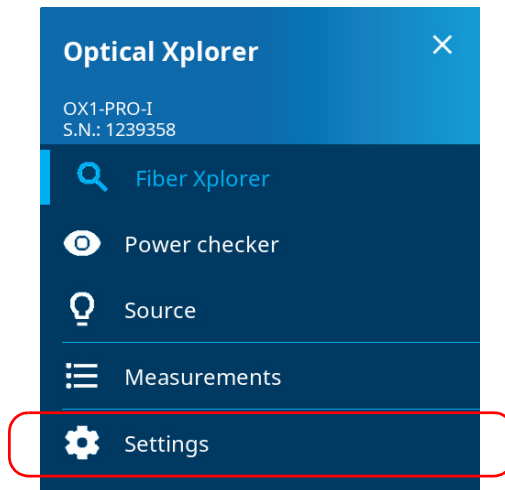 Optical Xplorer
OX1-PRO-I
S.N.: 1239358
Fiber Xplorer
Power checker
Source
Measurements
Settings